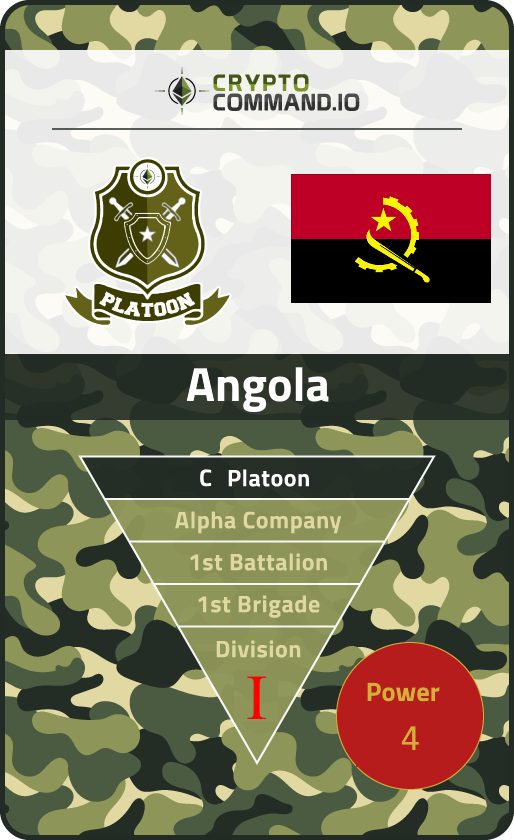 CRYPTO
COMMAND.IO
PLATOON
Angola
C Platoon
Alpha Company
1st Battalion
1st Brigade
Division
I
Power
4